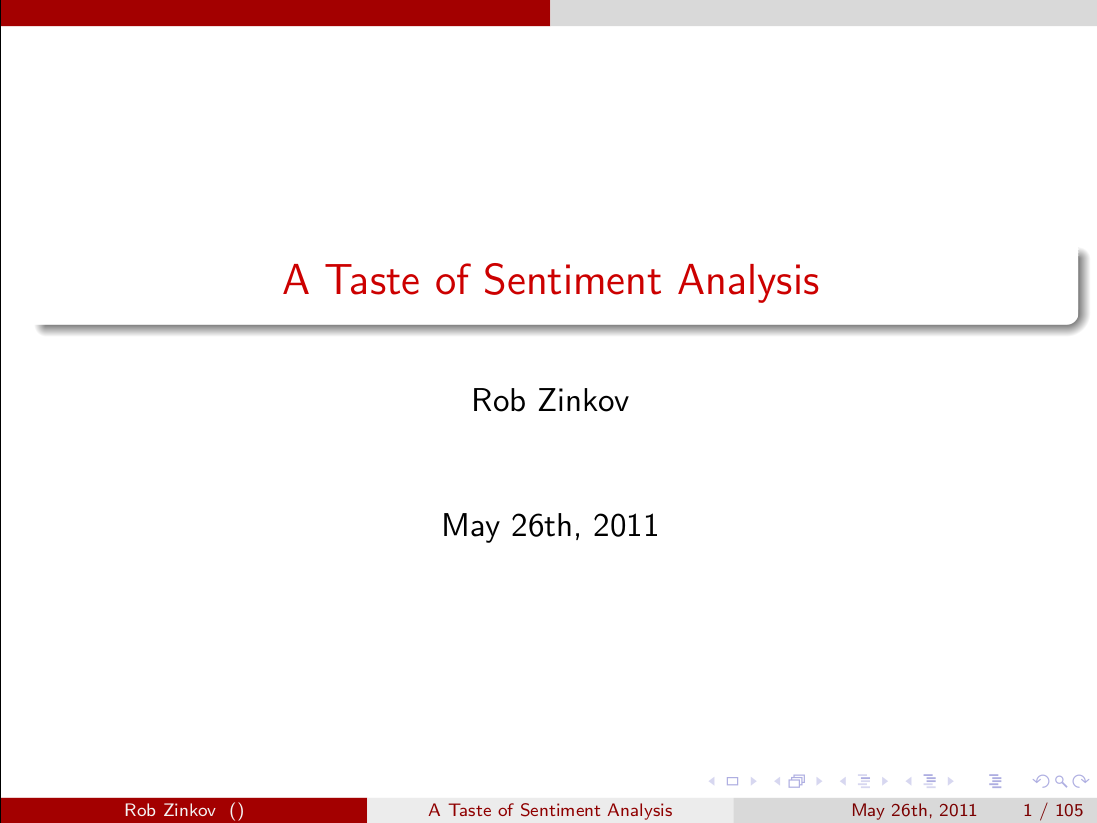 A Taste of Sentiment Analysis
Rob Zinkov
May 26th, 2011
Rob Zinkov ()
A Taste of Sentiment Analysis
May 26th, 2011
1 / 105